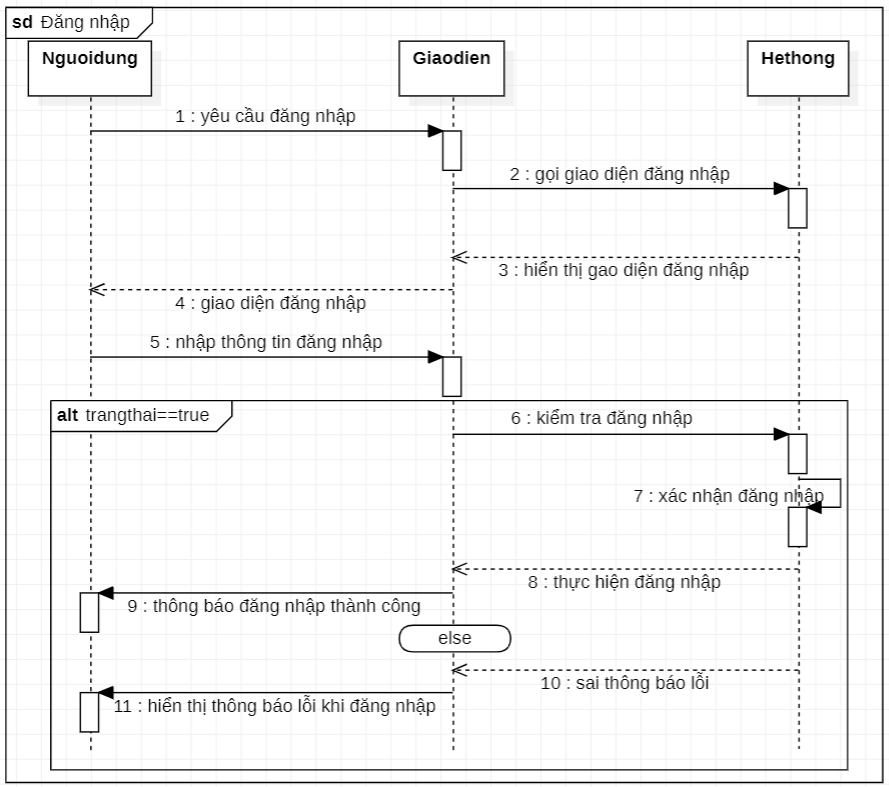 sd Đăng nhập
Nguoidung
Giaodien
Hethong
1 : yêu cầu đăng nhập
2 : gọi giao diện đăng nhập
3 : hiển thị gao diện đăng nhập
4 : giao diện đăng nhập
5 : nhập thông tin đăng nhập
alt trangthai==true
6 : kiểm tra đăng nhập
7 : xác nhận đăng nhập
8 : thực hiện đăng nhập
9 : thông báo đăng nhập thành công
else
10 : sai thông báo lỗi
11 : hiển thị thông báo lỗi khi đăng nhập